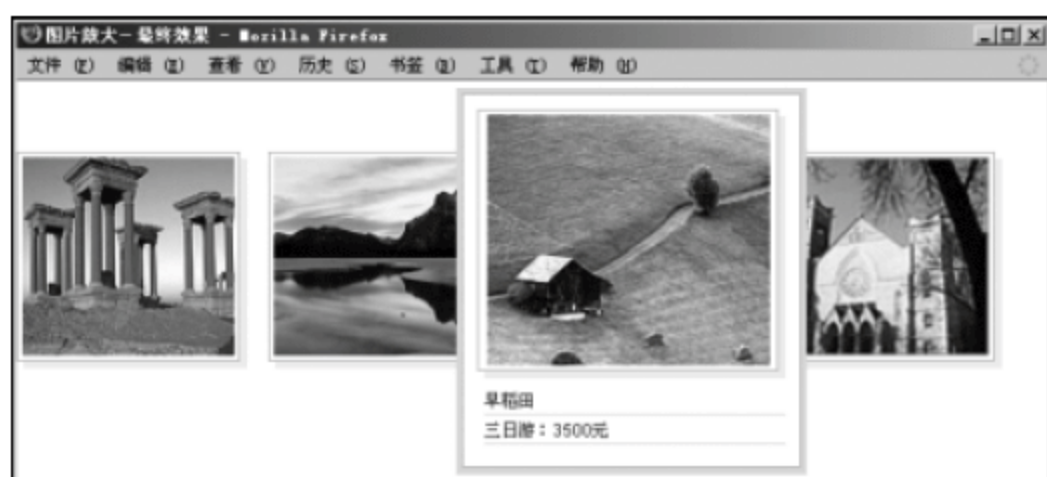 图片放大－最终效果 - Mozilla Firefox
文件 (F) 编辑 (E) 查看 (V) 历史 (S) 书签 (B) 工具 (T) 帮助 (H)
早稻田
三日游：3500元